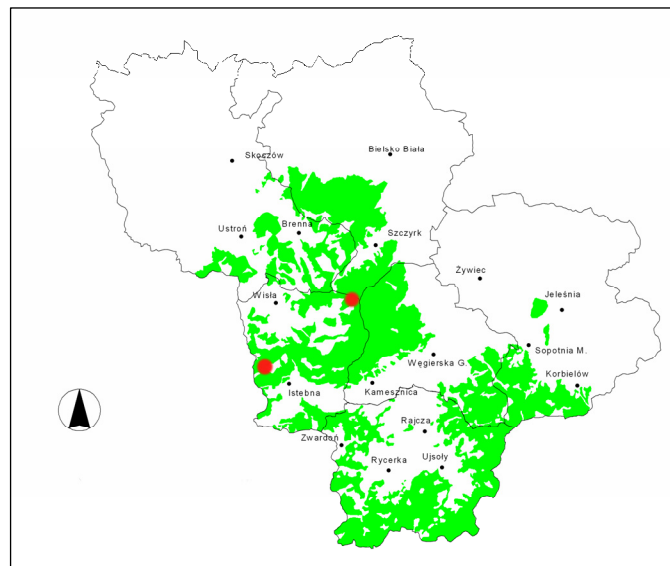 Bielsko Biała
Skoczów
Ustroń
Brenna
Szczyrk
Żywiec
Jeleśnia
Wisła
Sopotnia M.
Węgierska G.
Korbielów
Istebna
Kamesznica
Rajcza
Zwardoń
Rycerka
Ujsoły